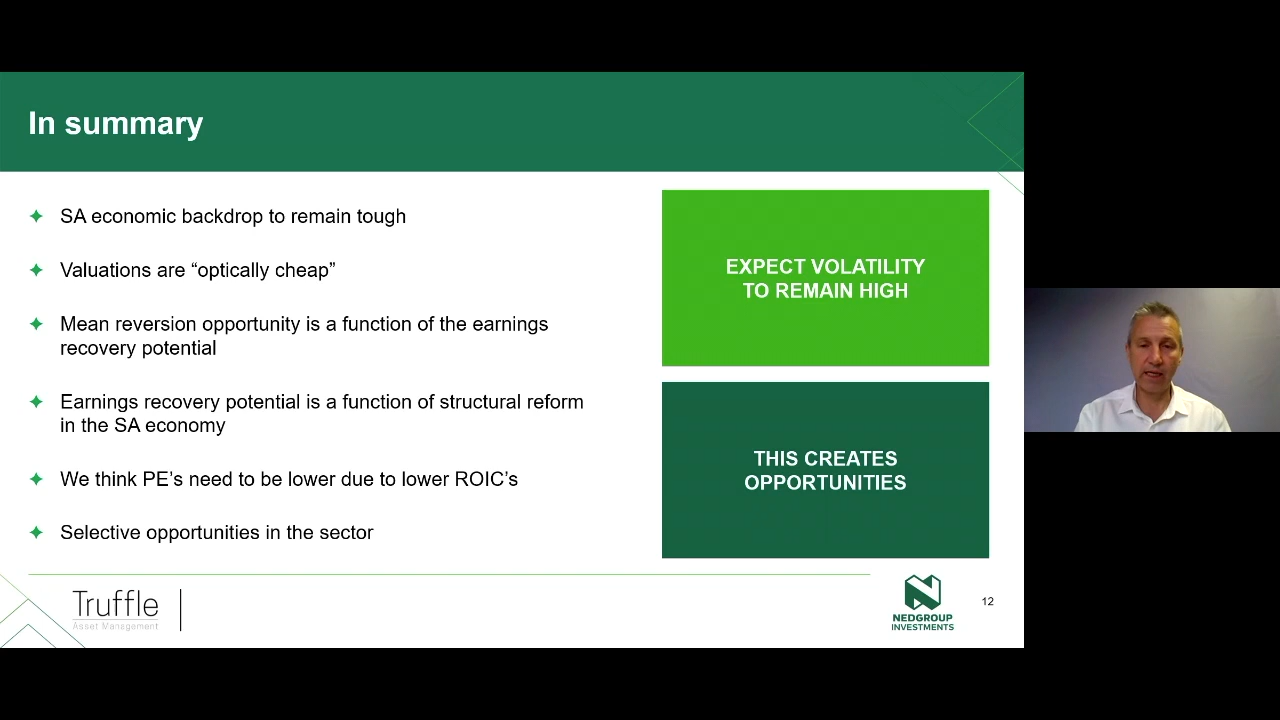 In summary
SA economic backdrop to remain tough
Valuations are “optically cheap”
Mean reversion opportunity is a function of the earnings
recovery potential
Earnings recovery potential is a function of structural reform
in the SA economy
We think PE’s need to be lower due to lower ROIC’s
Selective opportunities in the sector
EXPECT VOLATILITY
TO REMAIN HIGH
THIS CREATES
OPPORTUNITIES
Truffle
Asset Management
NEDGROUP
INVESTMENTS
12